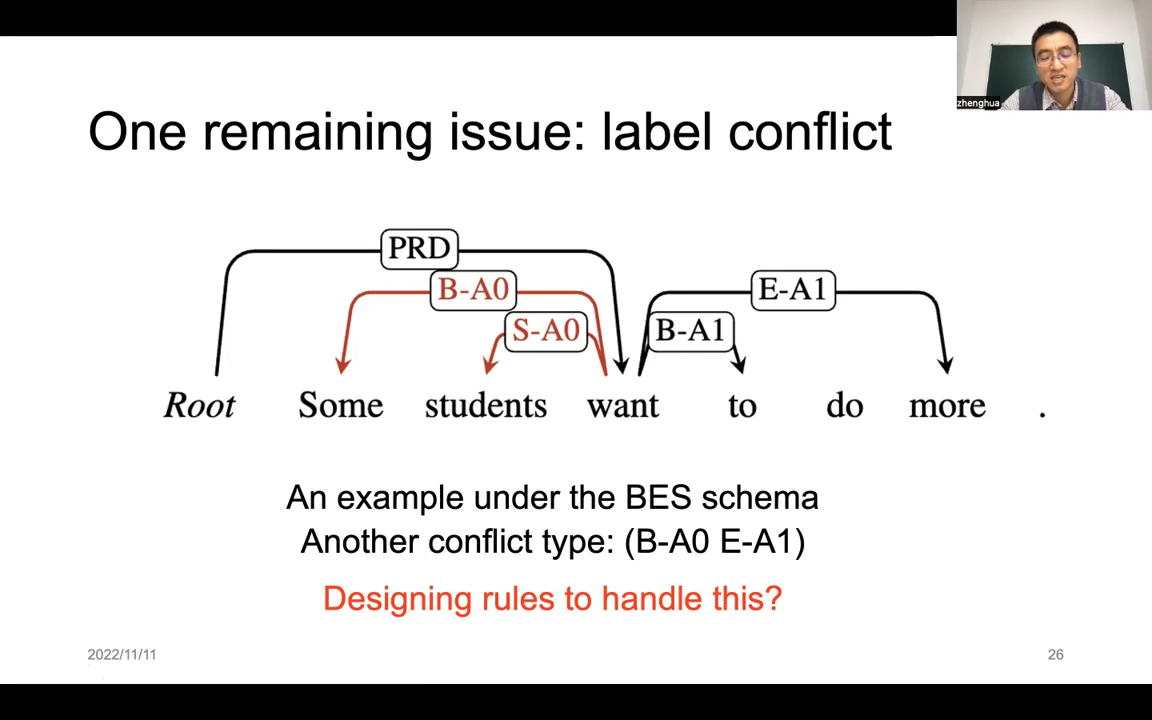 zhenghua
One remaining issue: label conflict
PRD
B-A0
E-A1
S-A0
B-A1
Root Some students want to do more .
An example under the BES schema
Another conflict type: (B-A0 E-A1)
Designing rules to handle this?
2022/11/11
26